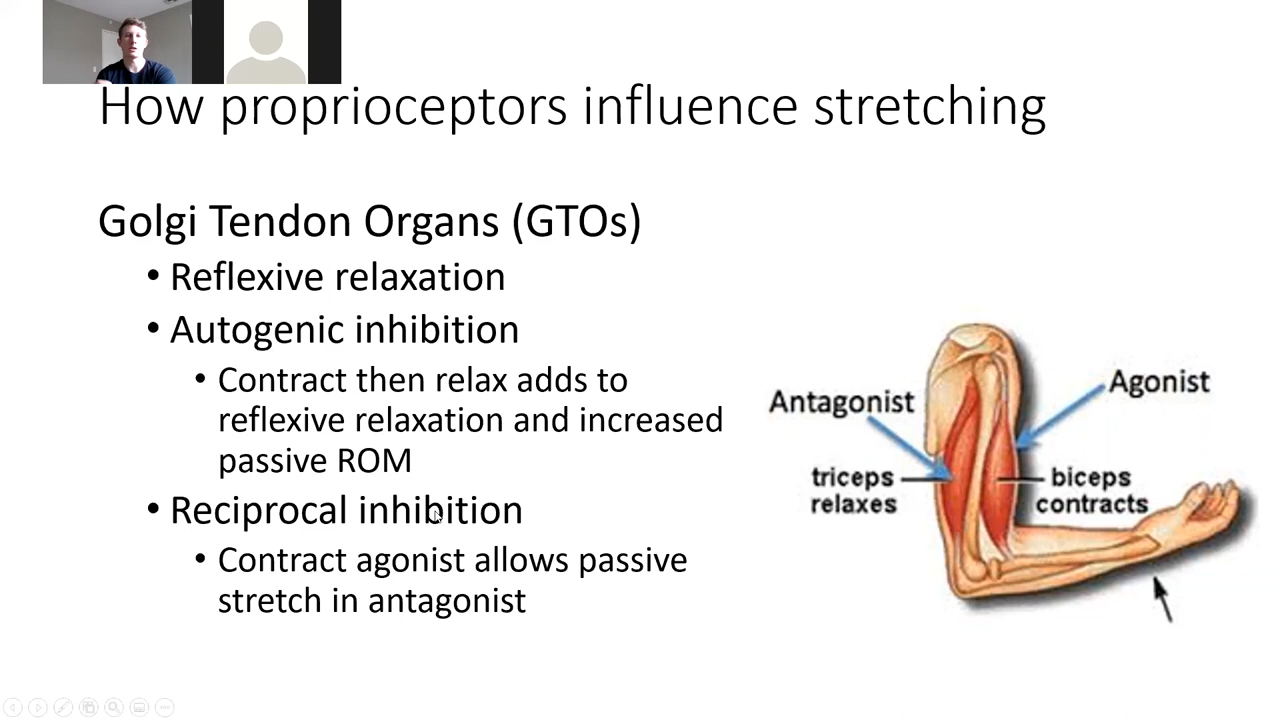 How proprioceptors influence stretching
Golgi Tendon Organs (GTOs)
• Reflexive relaxation
• Autogenic inhibition
• Contract then relax adds to
reflexive relaxation and increased
passive ROM
• Reciprocal inhibition
• Contract agonist allows passive
stretch in antagonist
Antagonist
Agonist
triceps
relaxes
biceps
contracts